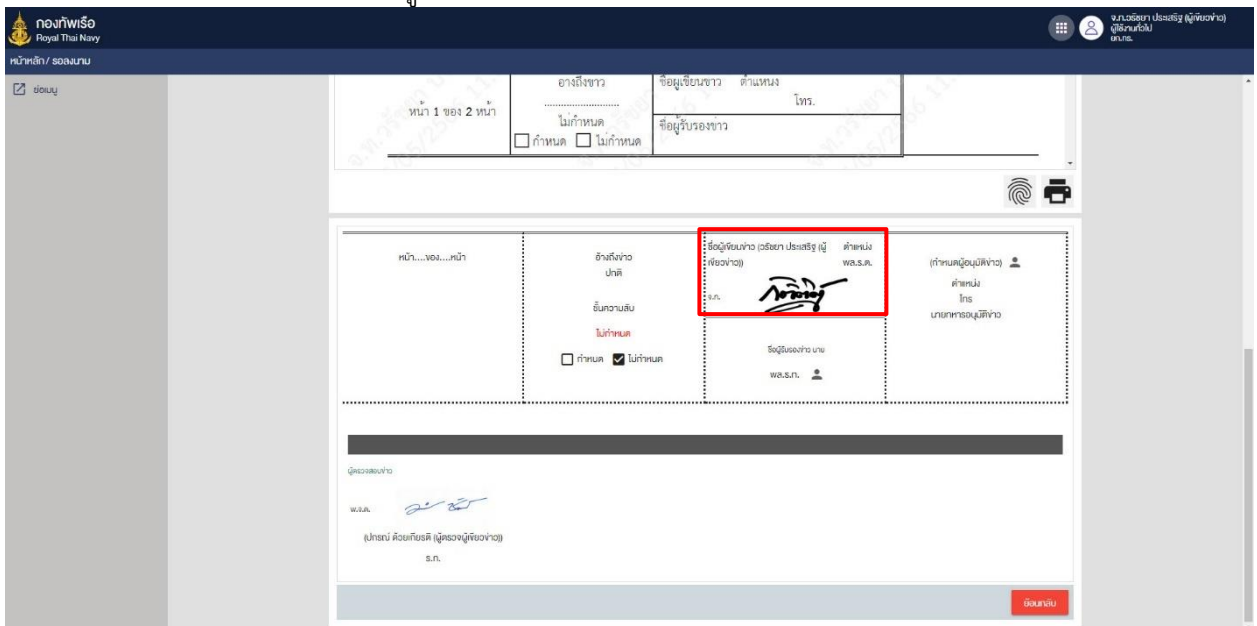 กองทัพเรือ
Royal Thai Navy
จ.ท.วรัชยา ประเสริฐ (ผู้เขียนข่าว)
ผู้ใช้งานทั่วไป
ยก.ทร.
หน้าหลัก / รอลงนาม
ย่อเมนู
หน้า 1 ของ 2 หน้า
อางถึงขาว
ไม่กำหนด
กำหนด ไม่กำหนด
ชื่อผู้เขียนขาว ตำแหนง
โทร.
ชื่อผู้รับรองข่าว
หน้า....ของ....หน้า
อ้างถึงข่าว
ปกติ
ชั้นความลับ
ไม่กำหนด
กำหนด ไม่กำหนด
ชื่อผู้เขียนข่าว (วรัชยา ประเสริฐ (ผู้เขียนข่าว)) ตำแหน่ง
พล.ร.ต.
จ.ท.
ชื่อผู้รับรองข่าว นาย
พล.ร.ท.
(กำหนดผู้อนุมัติข่าว)
ตำแหน่ง
โทร
นายทหารอนุมัติข่าว
ผู้ตรวจสอบข่าว
พ.จ.ต.
(ปกรณ์ ด้วยเกียรติ (ผู้ตรวจผู้เขียวข่าว))
ร.ท.
ย้อนกลับ